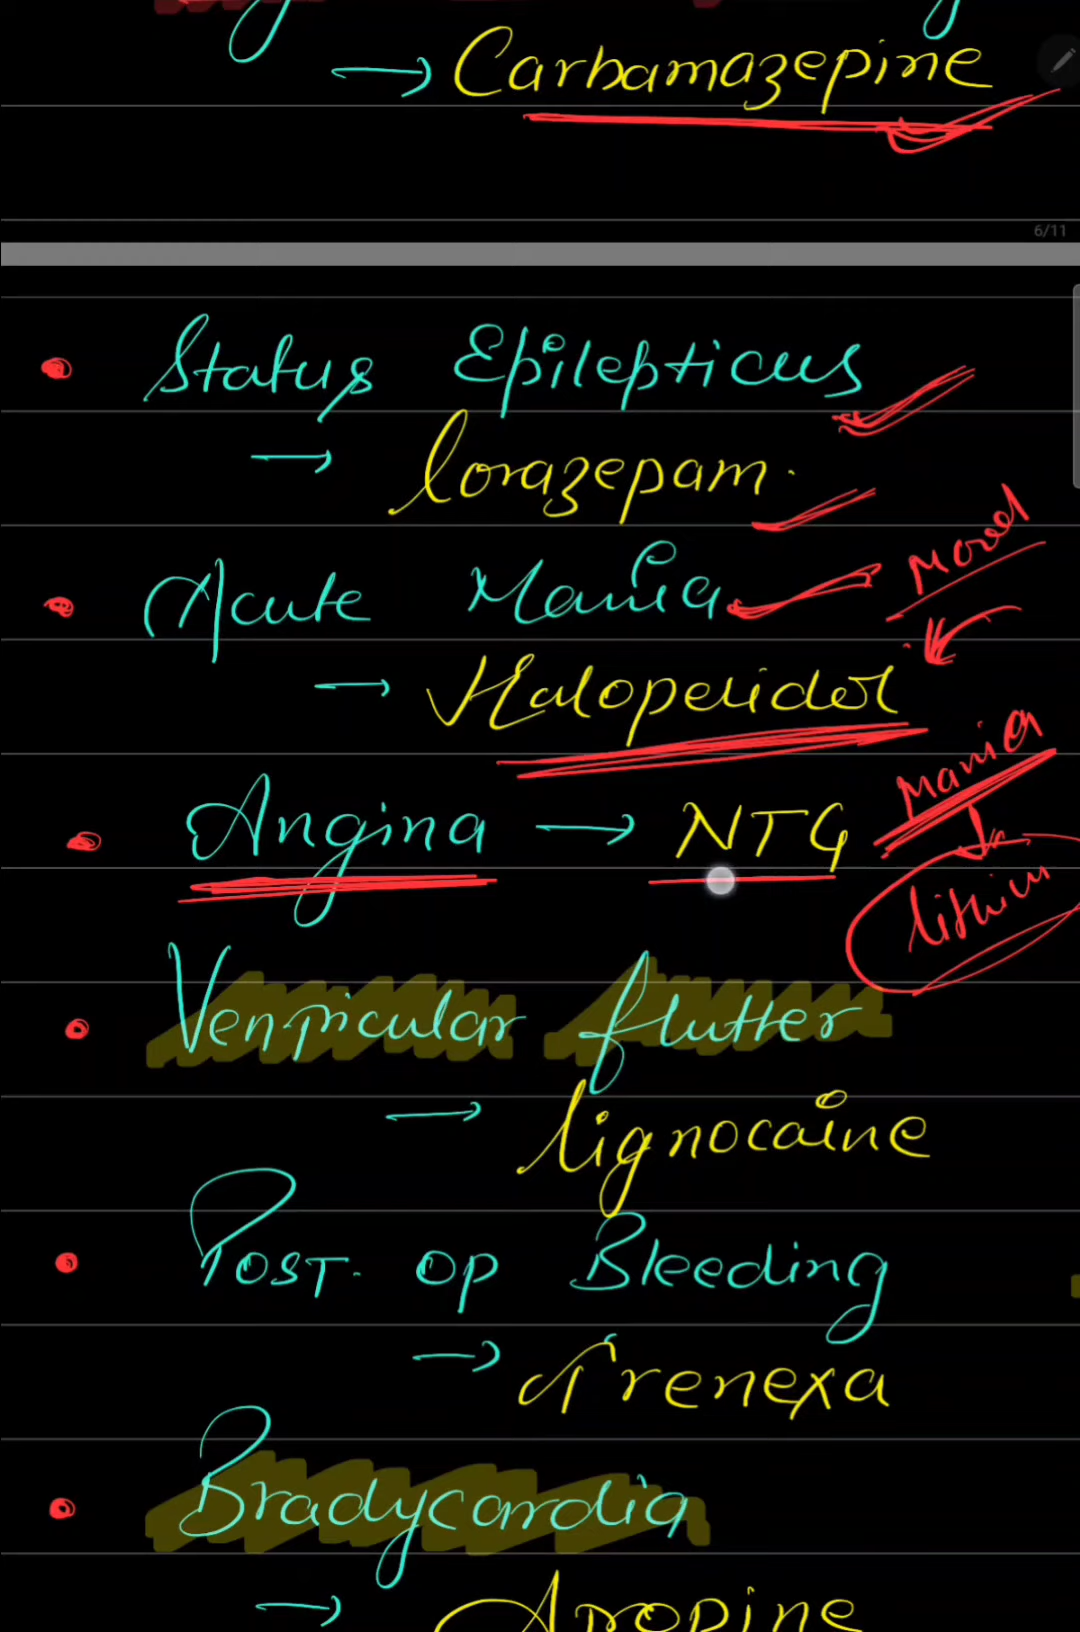 → Carbamazepine
6/11
• Status Epilepticus
→ lorazepam.
• Acute Mania
→ Haloperidol
• Angina → NTG
Mania
↓
lithium
• Ventricular flutter
→ lignocaine
• Post. op Bleeding
→ Trenexa
• Bradycardia
→ Atropine